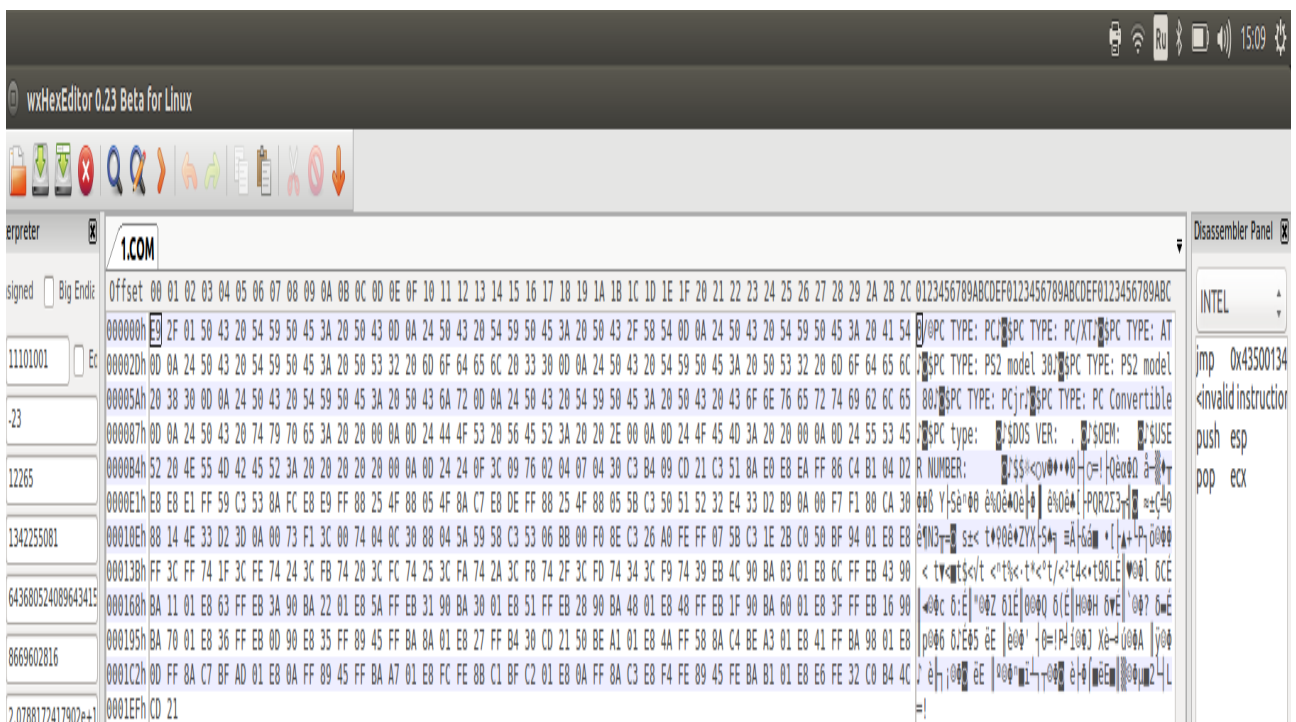 Ru 15:09
wxHexEditor 0.23 Beta for Linux
erpreter
1.COM
Disassembler Panel
signed Big Endia
Offset 00 01 02 03 04 05 06 07 08 09 0A 0B 0C 0D 0E 0F 10 11 12 13 14 15 16 17 18 19 1A 1B 1C 1D 1E 1F 20 21 22 23 24 25 26 27 28 29 2A 2B 2C 0123456789ABCDEF0123456789ABCDEF0123456789ABC
INTEL
000000h E9 2F 01 50 43 20 54 59 50 45 3A 20 50 43 0D 0A 24 50 43 20 54 59 50 45 3A 20 50 43 2F 58 54 0D 0A 24 50 43 20 54 59 50 45 3A 20 41 54 PC TYPE: PC $PC TYPE: PC/XT $PC TYPE: AT
00002Dh 0D 0A 24 50 43 20 54 59 50 45 3A 20 50 53 32 20 6D 6F 64 65 6C 20 33 30 0D 0A 24 50 43 20 54 59 50 45 3A 20 50 53 32 20 6D 6F 64 65 6C $PC TYPE: PS2 model 30 $PC TYPE: PS2 model
11101001 Ec
jmp 0x43500134
00005Ah 20 38 30 0D 0A 24 50 43 20 54 59 50 45 3A 20 50 43 6A 72 0D 0A 24 50 43 20 54 59 50 45 3A 20 50 43 20 43 6F 6E 76 65 72 74 69 62 6C 65 80 $PC TYPE: PCjr $PC TYPE: PC Convertible
<invalid instruction
-23
000087h 0D 0A 24 50 43 20 74 79 70 65 3A 20 20 00 0A 0D 24 44 4F 53 20 56 45 52 3A 20 20 2E 00 0A 0D 24 4F 45 4D 3A 20 20 00 0A 0D 24 55 53 45 $PC type: $DOS VER: . $OEM: $USE
push esp
0000B4h 52 20 4E 55 4D 42 45 52 3A 20 20 20 20 20 20 00 0A 0D 24 24 0F 3C 09 76 02 04 07 04 30 C3 B4 09 CD 21 C3 51 8A E0 E8 EA FF 86 C4 B1 04 D2 R NUMBER:
12265
pop ecx
0000E1h E8 E8 E1 FF 59 C3 53 8A FC E8 E9 FF 88 25 4F 88 05 4F 8A C7 E8 DE FF 88 25 4F 88 05 5B C3 50 51 52 32 E4 33 D2 B9 0A 00 F7 F1 80 CA 30
1342255081
00010Eh 88 14 4E 33 D2 3D 0A 00 73 F1 3C 00 74 04 0C 30 88 04 5A 59 58 C3 53 06 BB 00 F0 8E C3 26 A0 FE FF 07 5B C3 1E 2B C0 50 BF 94 01 E8 E8
00013Bh FF 3C FF 74 1F 3C FE 74 24 3C FB 74 20 3C FC 74 25 3C FA 74 2A 3C F8 74 2F 3C FD 74 34 3C F9 74 39 EB 4C 90 BA 03 01 E8 6C FF EB 43 90
643680524089643415
000168h BA 11 01 E8 63 FF EB 3A 90 BA 22 01 E8 5A FF EB 31 90 BA 30 01 E8 51 FF EB 28 90 BA 48 01 E8 48 FF EB 1F 90 BA 60 01 E8 3F FF EB 16 90
8669602816
000195h BA 70 01 E8 36 FF EB 0D 90 E8 35 FF 89 45 FF BA 8A 01 E8 27 FF B4 30 CD 21 50 BE A1 01 E8 4A FF 58 8A C4 BE A3 01 E8 41 FF BA 98 01 E8
0001C2h 0D FF 8A C7 BF AD 01 E8 0A FF 89 45 FF BA A7 01 E8 FC FE 8B C1 BF C2 01 E8 0A FF 8A C3 E8 F4 FE 89 45 FE BA B1 01 E8 E6 FE 32 C0 B4 4C
2.0788172417902e+1
0001EFh CD 21 =!